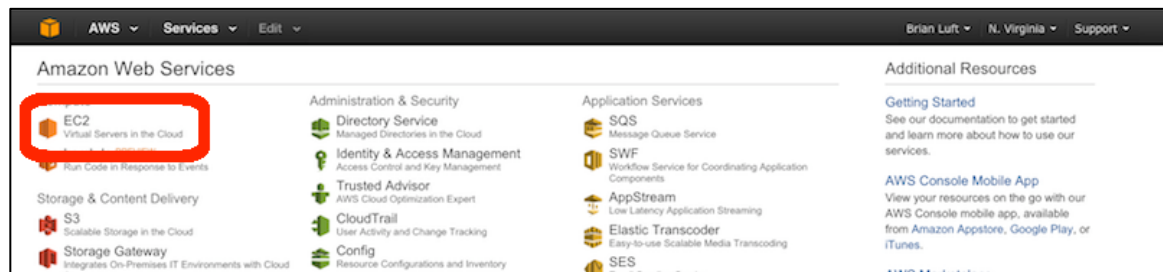 AWS Services Edit Brian Luft N. Virginia Support
Amazon Web Services
EC2
Virtual Servers in the Cloud
Run Code in Response to Events
Storage & Content Delivery
S3
Scalable Storage in the Cloud
Storage Gateway
Integrates On-Premises IT Environments with Cloud
Administration & Security
Directory Service
Managed Directories in the Cloud
Identity & Access Management
Access Control and Key Management
Trusted Advisor
AWS Cloud Optimization Expert
CloudTrail
User Activity and Change Tracking
Config
Resource Configurations and Inventory
Application Services
SQS
Message Queue Service
SWF
Workflow Service for Coordinating Application
Components
AppStream
Low Latency Application Streaming
Elastic Transcoder
Easy-to-use Scalable Media Transcoding
SES
Additional Resources
Getting Started
See our documentation to get started
and learn more about how to use our
services.
AWS Console Mobile App
View your resources on the go with our
AWS Console mobile app, available
from Amazon Appstore, Google Play, or
iTunes.